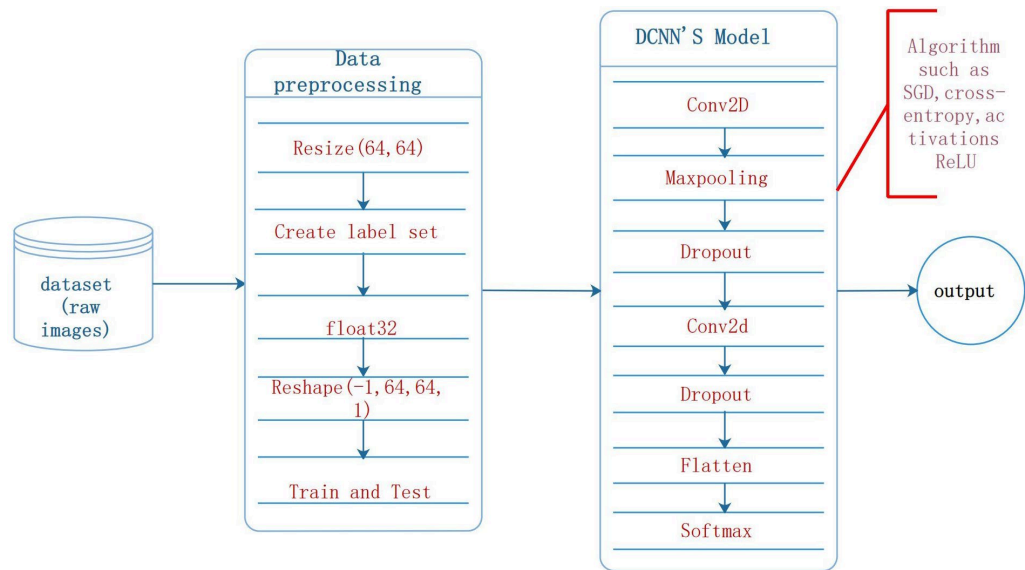 dataset
(raw
images)
Data
preprocessing
Resize(64,64)
Create label set
float32
Reshape(-1,64,64,
1)
Train and Test
DCNN'S Model
Conv2D
Maxpooling
Dropout
Conv2d
Dropout
Flatten
Softmax
Algorithm
such as
SGD,cross-
entropy,ac
tivations
ReLU
output